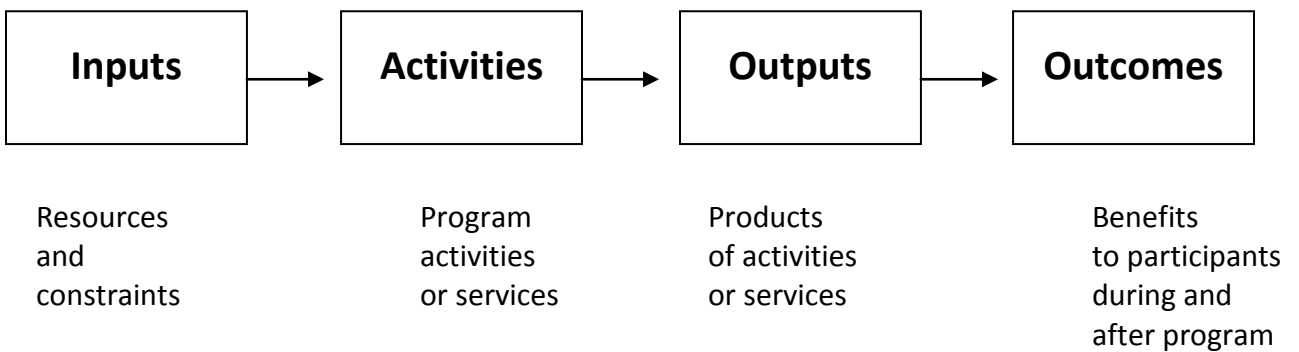 Inputs
Activities
Outputs
Outcomes
Resources
and
constraints
Program
activities
or services
Products
of activities
or services
Benefits
to participants
during and
after program